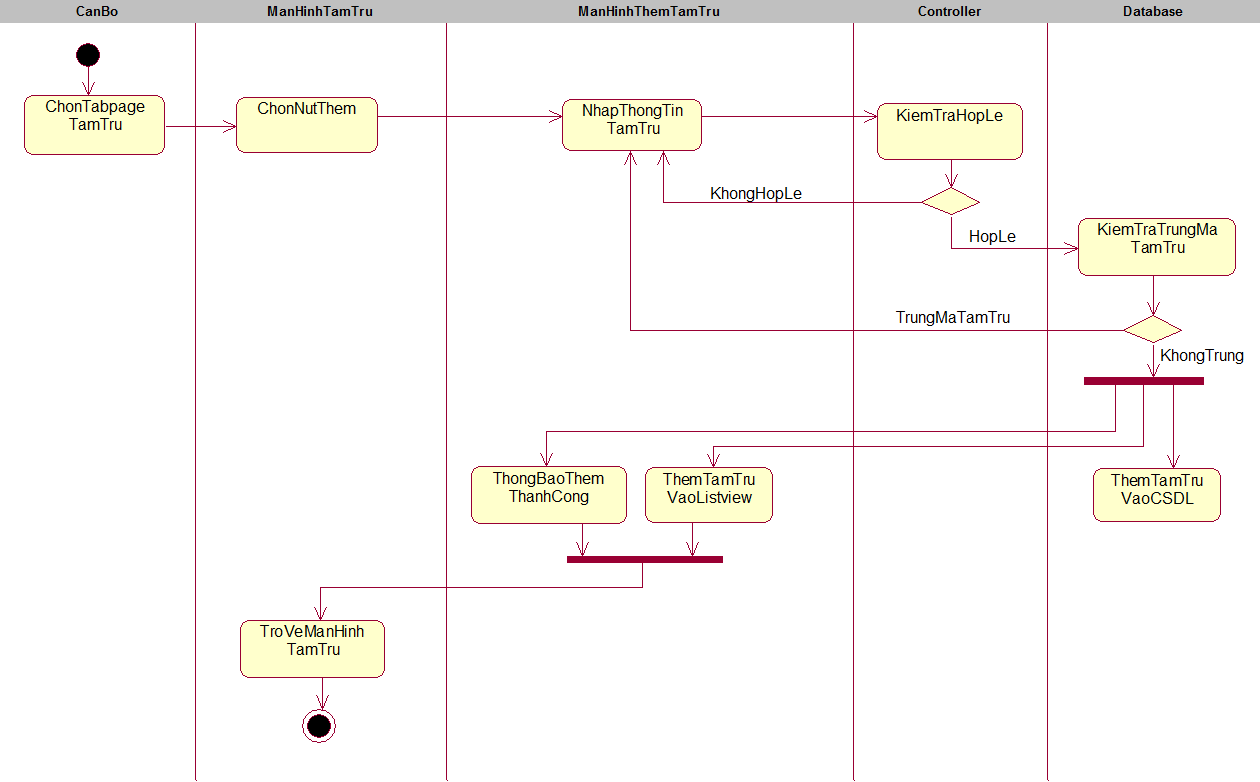 CanBo
ManHinhTamTru
ManHinhThemTamTru
Controller
Database
ChonTabpage
TamTru
ChonNutThem
NhapThongTin
TamTru
KiemTraHopLe
KhongHopLe
HopLe
KiemTraTrungMa
TamTru
TrungMaTamTru
KhongTrung
ThongBaoThem
ThanhCong
ThemTamTru
VaoListview
ThemTamTru
VaoCSDL
TroVeManHinh
TamTru